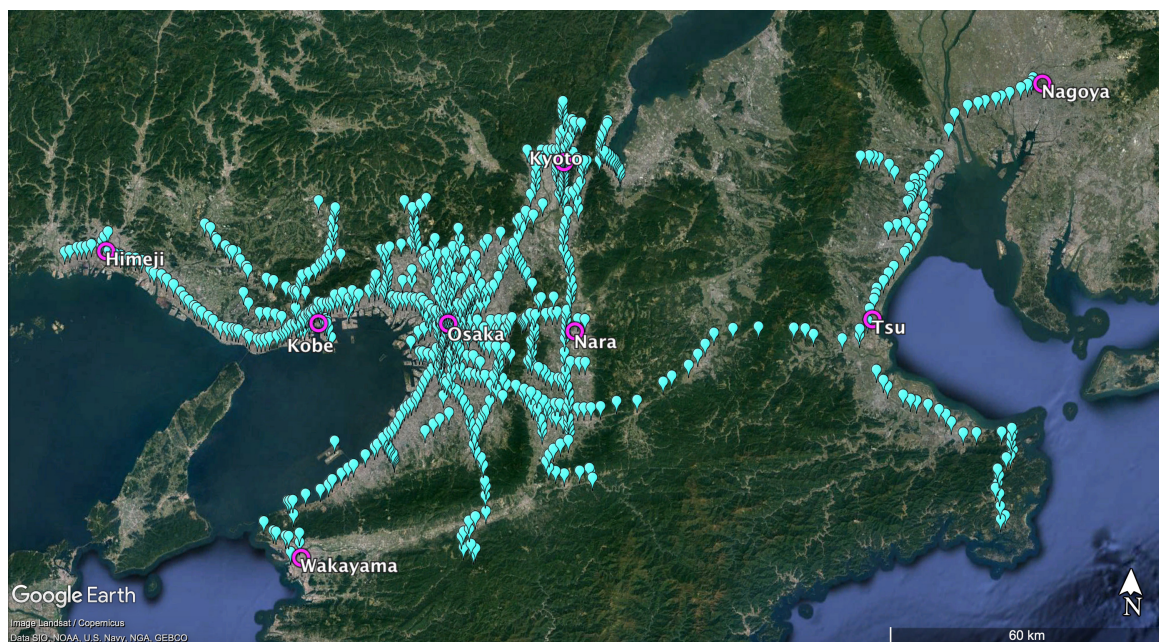 Nagoya
Kyoto
Himeji
Kobe
Osaka
Nara
Tsu
Wakayama
Google Earth
Image Landsat / Copernicus
Data SIO, NOAA, U.S. Navy, NGA, GEBCO
N
60 km